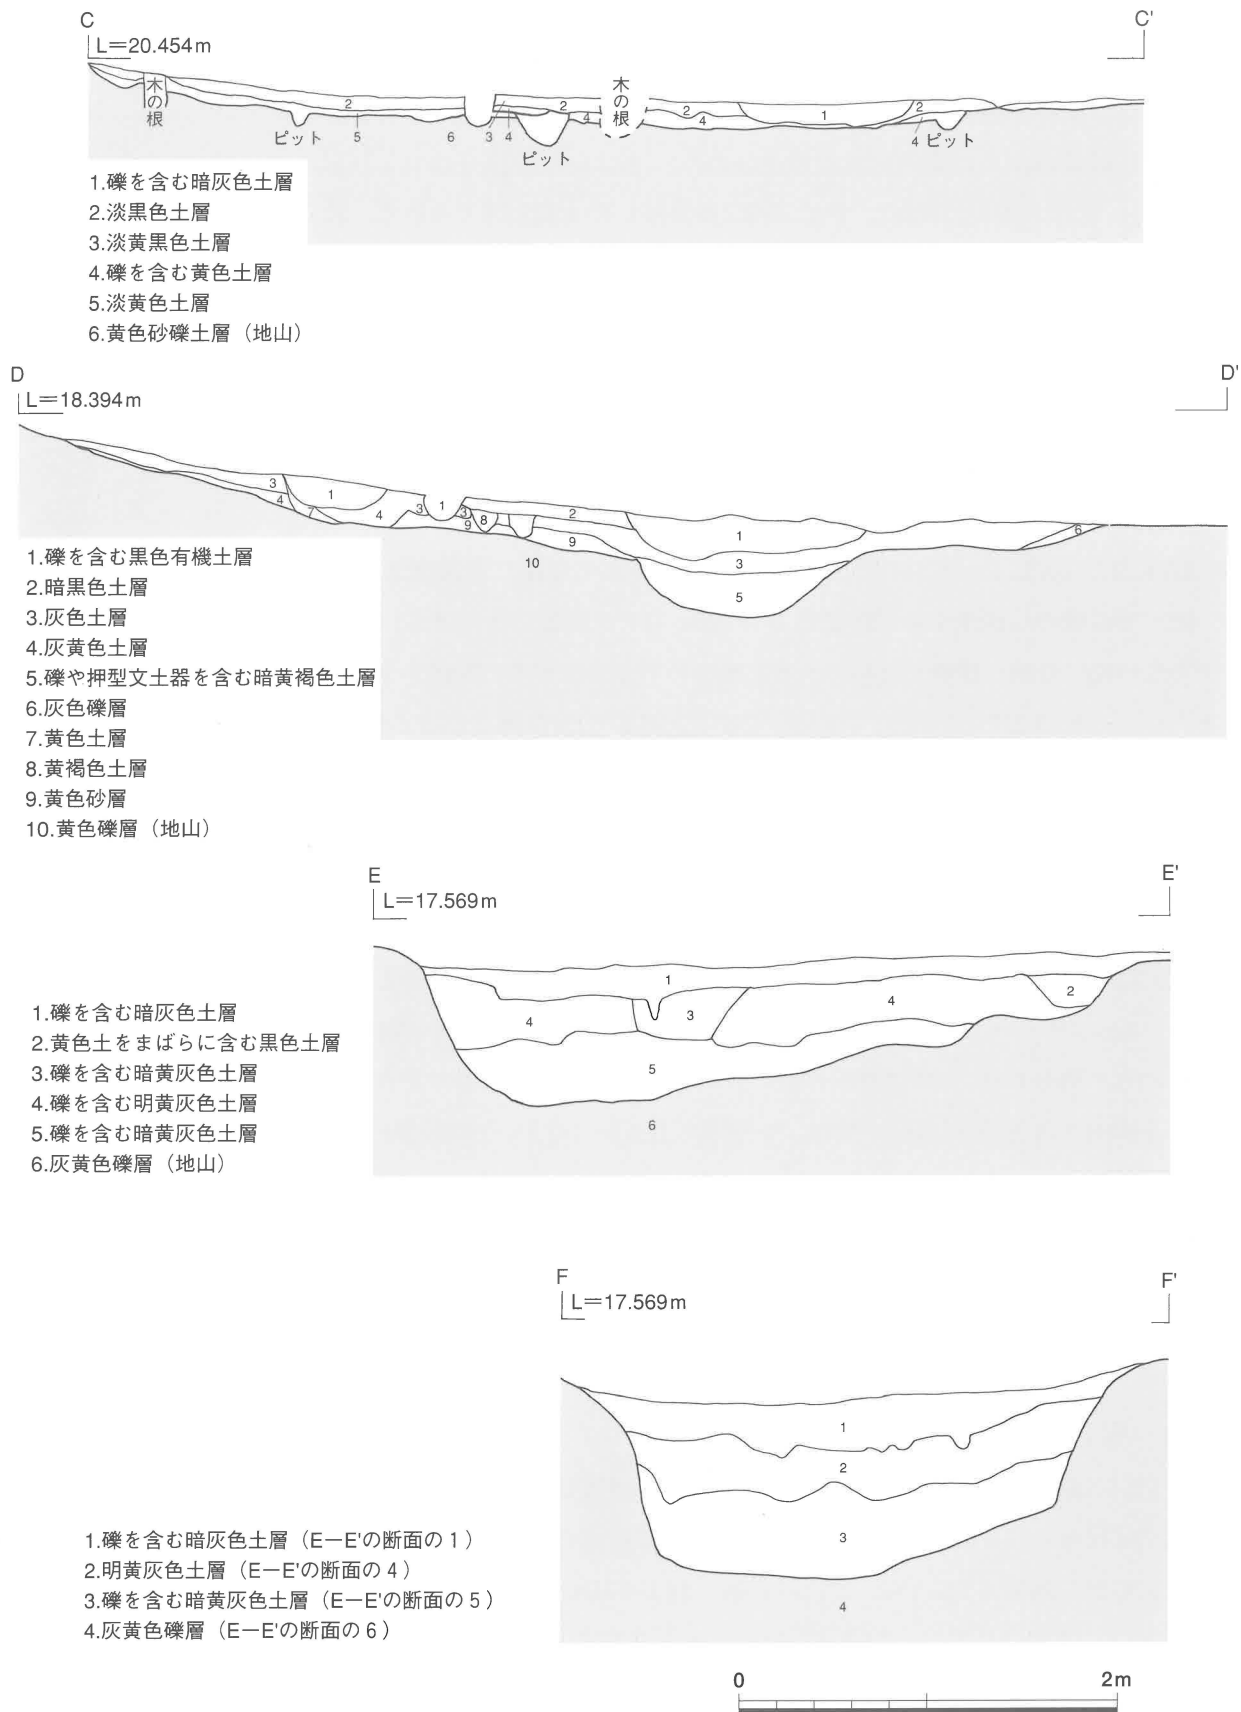 C C'
L=20.454m
木の根 木の根
2 2 2 1 2
4 4
ピット 5 6 3 4 4 ピット
ピット
1.礫を含む暗灰色土層
2.淡黒色土層
3.淡黄黒色土層
4.礫を含む黄色土層
5.淡黄色土層
6.黄色砂礫土層（地山）
D D'
L=18.394m
3 1
4 7 4 3 1 3 2
9 8 1 6
9 3
10 5
1.礫を含む黒色有機土層
2.暗黒色土層
3.灰色土層
4.灰黄色土層
5.礫や押型文土器を含む暗黄褐色土層
6.灰色礫層
7.黄色土層
8.黄褐色土層
9.黄色砂層
10.黄色礫層（地山）
E E'
L=17.569m
1
4 3 4 2
5
6
1.礫を含む暗灰色土層
2.黄色土をまばらに含む黒色土層
3.礫を含む暗黄灰色土層
4.礫を含む明黄灰色土層
5.礫を含む暗黄灰色土層
6.灰黄色礫層（地山）
F F'
L=17.569m
1
2
3
4
1.礫を含む暗灰色土層（E－E'の断面の1）
2.明黄灰色土層（E－E'の断面の4）
3.礫を含む暗黄灰色土層（E－E'の断面の5）
4.灰黄色礫層（E－E'の断面の6）
0 2m